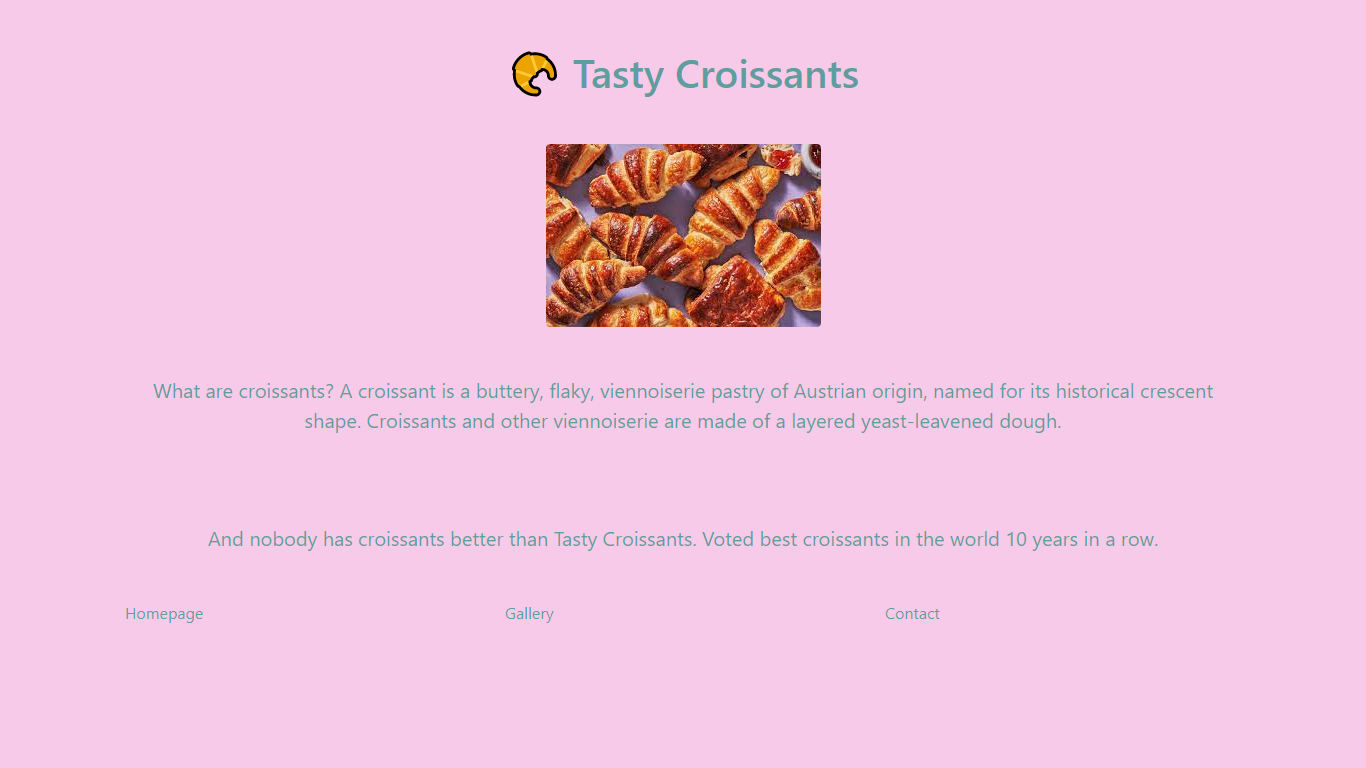 Tasty Croissants
What are croissants? A croissant is a buttery, flaky, viennoiserie pastry of Austrian origin, named for its historical crescent
shape. Croissants and other viennoiserie are made of a layered yeast-leavened dough.
And nobody has croissants better than Tasty Croissants. Voted best croissants in the world 10 years in a row.
Homepage
Gallery
Contact